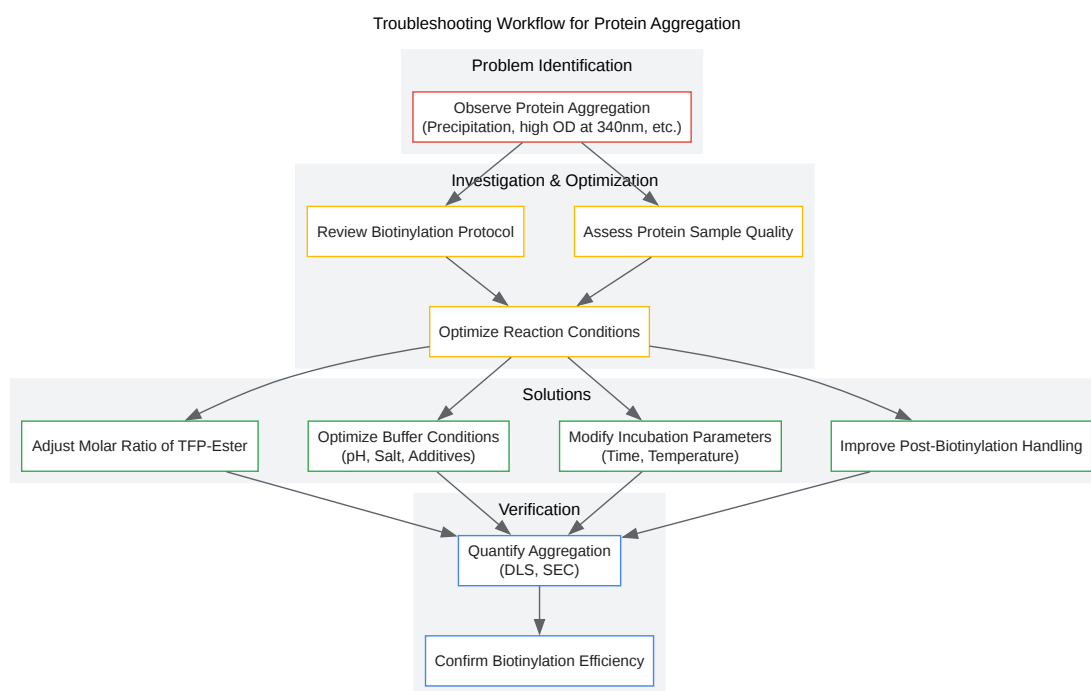 Troubleshooting Workflow for Protein Aggregation
Problem Identification
Observe Protein Aggregation
(Precipitation, high OD at 340nm, etc.)
Investigation & Optimization
Review Biotinylation Protocol
Assess Protein Sample Quality
Optimize Reaction Conditions
Solutions
Adjust Molar Ratio of TFP-Ester
Optimize Buffer Conditions
(pH, Salt, Additives)
Modify Incubation Parameters
(Time, Temperature)
Improve Post-Biotinylation Handling
Verification
Quantify Aggregation
(DLS, SEC)
Confirm Biotinylation Efficiency